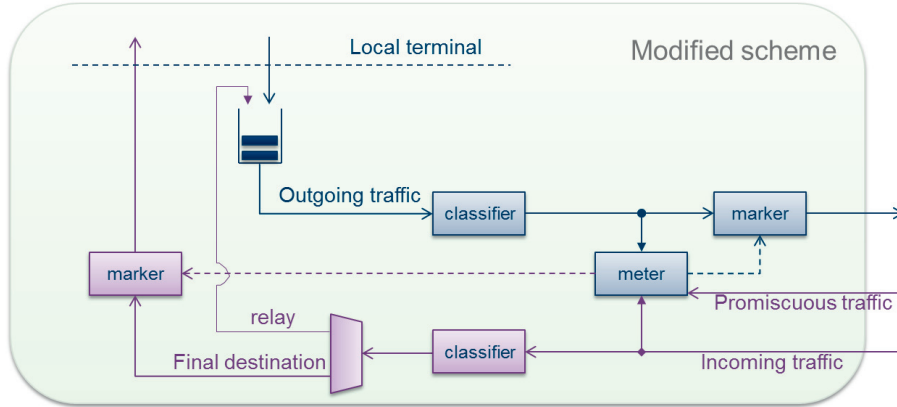 Local terminal
Modified scheme
Outgoing traffic
classifier
marker
marker
meter
Promiscuous traffic
relay
Final destination
classifier
Incoming traffic